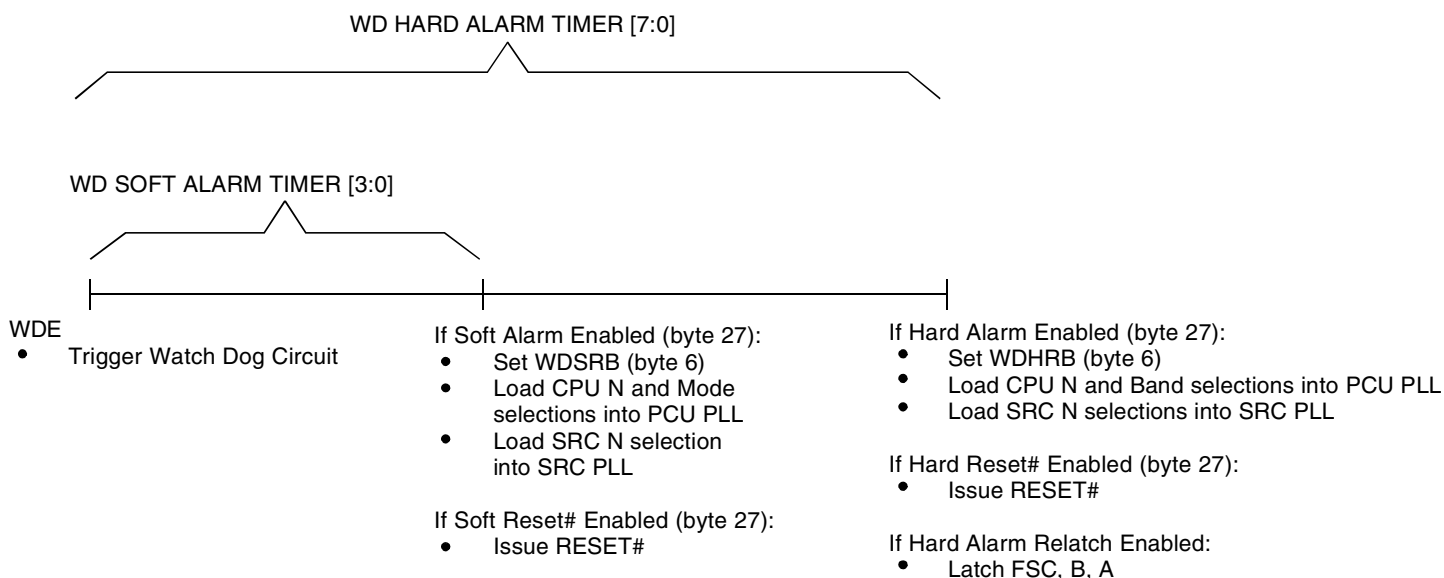 WD HARD ALARM TIMER [7:0]
WD SOFT ALARM TIMER [3:0]
WDE
• Trigger Watch Dog Circuit
If Soft Alarm Enabled (byte 27):
• Set WDSRB (byte 6)
• Load CPU N and Mode
selections into PCU PLL
• Load SRC N selection
into SRC PLL
If Soft Reset# Enabled (byte 27):
• Issue RESET#
If Hard Alarm Enabled (byte 27):
• Set WDHRB (byte 6)
• Load CPU N and Band selections into PCU PLL
• Load SRC N selections into SRC PLL
If Hard Reset# Enabled (byte 27):
• Issue RESET#
If Hard Alarm Relatch Enabled:
• Latch FSC, B, A